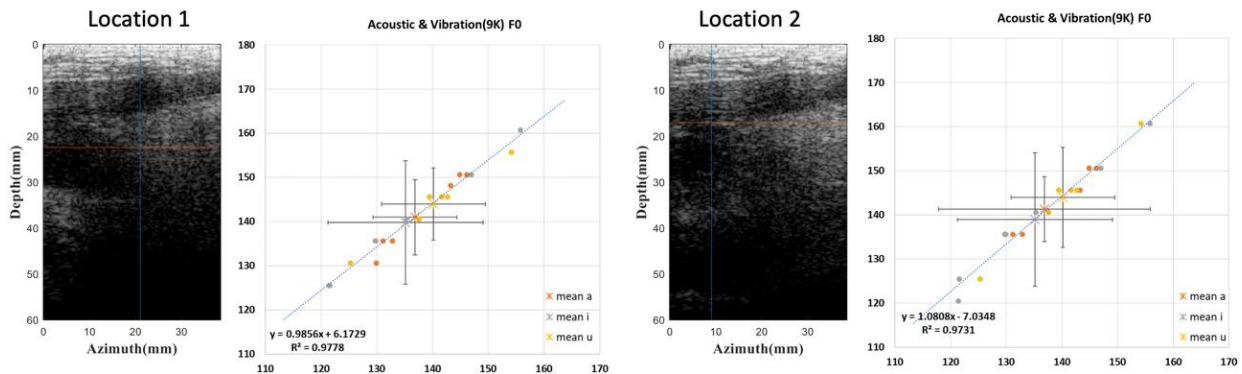 Location 1
Acoustic & Vibration(9K) F0
0
10
20
30
40
50
60
Depth(mm)
0
10
20
30
Azimuth(mm)
180
170
160
150
140
130
120
110
110
120
130
140
150
160
170
y = 0.9856x + 6.1729
R² = 0.9778
mean a
mean i
mean u
Location 2
Acoustic & Vibration(9K) F0
0
10
20
30
40
50
60
Depth(mm)
0
10
20
30
Azimuth(mm)
180
170
160
150
140
130
120
110
110
120
130
140
150
160
170
y = 1.0808x - 7.0348
R² = 0.9731
mean a
mean i
mean u